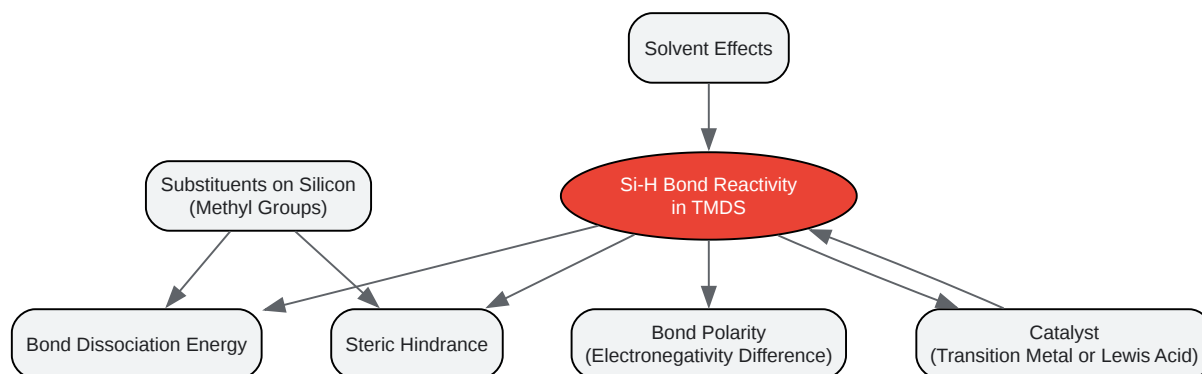 Solvent Effects
Substituents on Silicon
(Methyl Groups)
Si-H Bond Reactivity
in TMDS
Bond Dissociation Energy
Steric Hindrance
Bond Polarity
(Electronegativity Difference)
Catalyst
(Transition Metal or Lewis Acid)